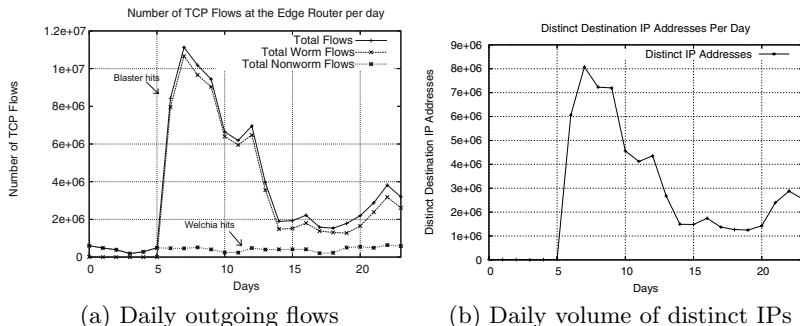 Number of TCP Flows at the Edge Router per day
Total Flows
Total Worm Flows
Total Nonworm Flows
Blaster hits
Welchia hits
Number of TCP Flows
1.2e+07
1e+07
8e+06
6e+06
4e+06
2e+06
0
0
5
10
15
20
Days
(a) Daily outgoing flows
Distinct Destination IP Addresses Per Day
Distinct IP Addresses
Distinct Destination IP Addresses
9e+06
8e+06
7e+06
6e+06
5e+06
4e+06
3e+06
2e+06
1e+06
0
0
5
10
15
20
Days
(b) Daily volume of distinct IPs